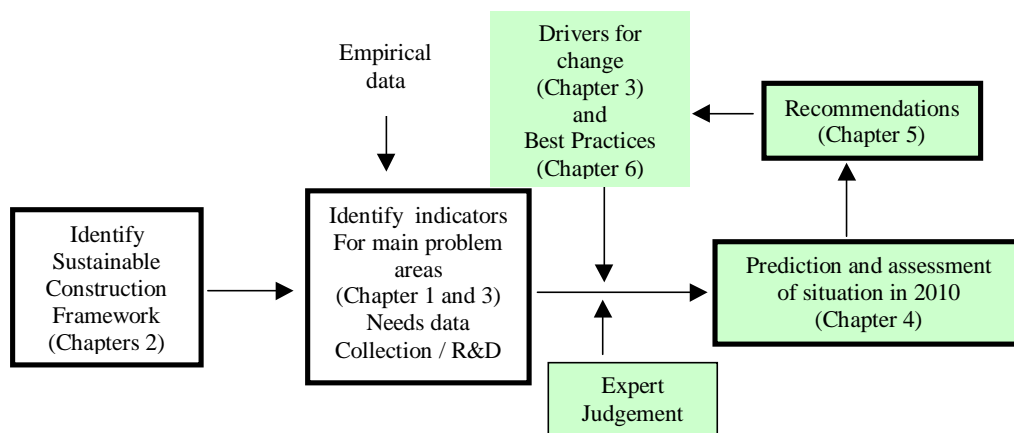 Identify
Sustainable
Construction
Framework
(Chapters 2)
Empirical
data
Identify indicators
For main problem
areas
(Chapter 1 and 3)
Needs data
Collection / R&D
Drivers for
change
(Chapter 3)
and
Best Practices
(Chapter 6)
Expert
Judgement
Recommendations
(Chapter 5)
Prediction and assessment
of situation in 2010
(Chapter 4)